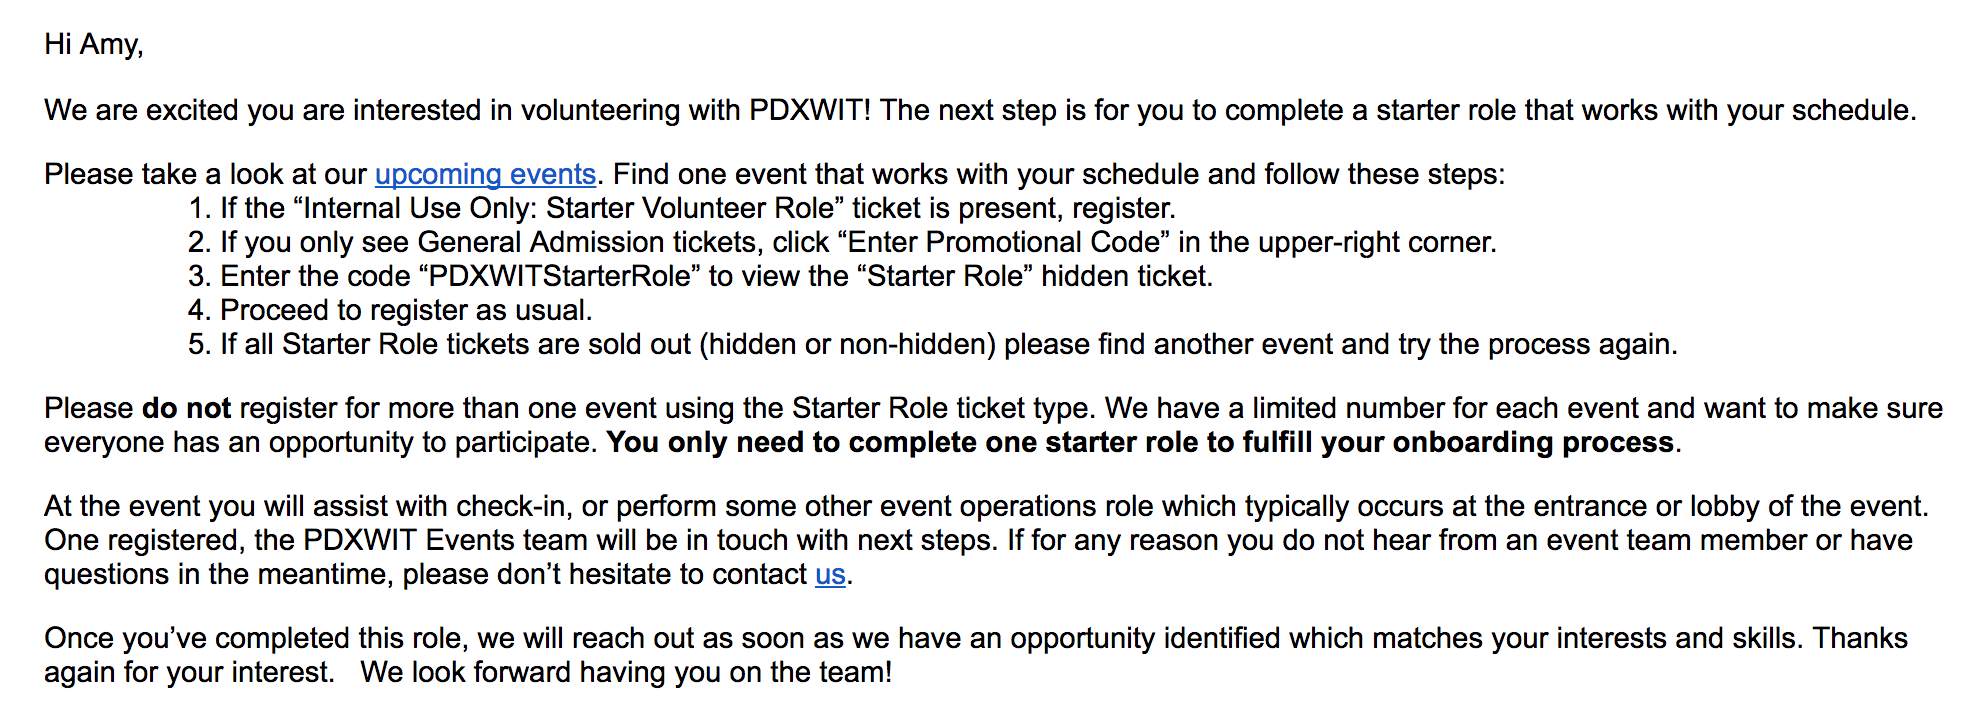 Hi Amy,
We are excited you are interested in volunteering with PDXWIT! The next step is for you to complete a starter role that works with your schedule.
Please take a look at our upcoming events. Find one event that works with your schedule and follow these steps:
1. If the “Internal Use Only: Starter Volunteer Role” ticket is present, register.
2. If you only see General Admission tickets, click “Enter Promotional Code” in the upper-right corner.
3. Enter the code “PDXWITStarterRole” to view the “Starter Role” hidden ticket.
4. Proceed to register as usual.
5. If all Starter Role tickets are sold out (hidden or non-hidden) please find another event and try the process again.
Please do not register for more than one event using the Starter Role ticket type. We have a limited number for each event and want to make sure
everyone has an opportunity to participate. You only need to complete one starter role to fulfill your onboarding process.
At the event you will assist with check-in, or perform some other event operations role which typically occurs at the entrance or lobby of the event.
One registered, the PDXWIT Events team will be in touch with next steps. If for any reason you do not hear from an event team member or have
questions in the meantime, please don’t hesitate to contact us.
Once you’ve completed this role, we will reach out as soon as we have an opportunity identified which matches your interests and skills. Thanks
again for your interest.   We look forward having you on the team!